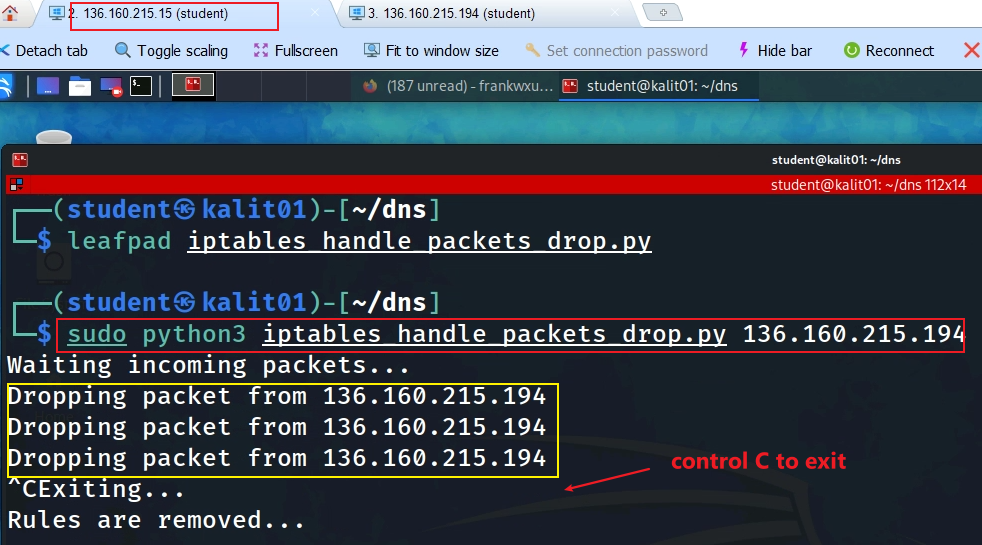 2. 136.160.215.15 (student)
3. 136.160.215.194 (student)
Detach tab Toggle scaling Fullscreen Fit to window size Set connection password Hide bar Reconnect
(187 unread) - frankwxu... student@kalit01: ~/dns
student@kalit01: ~/dns
student@kalit01: ~/dns 112x14
(student㉿kalit01)-[~/dns]
$ leafpad iptables_handle_packets_drop.py
(student㉿kalit01)-[~/dns]
$ sudo python3 iptables_handle_packets_drop.py 136.160.215.194
Waiting incoming packets...
Dropping packet from 136.160.215.194
Dropping packet from 136.160.215.194
Dropping packet from 136.160.215.194
control C to exit
^CExiting...
Rules are removed...